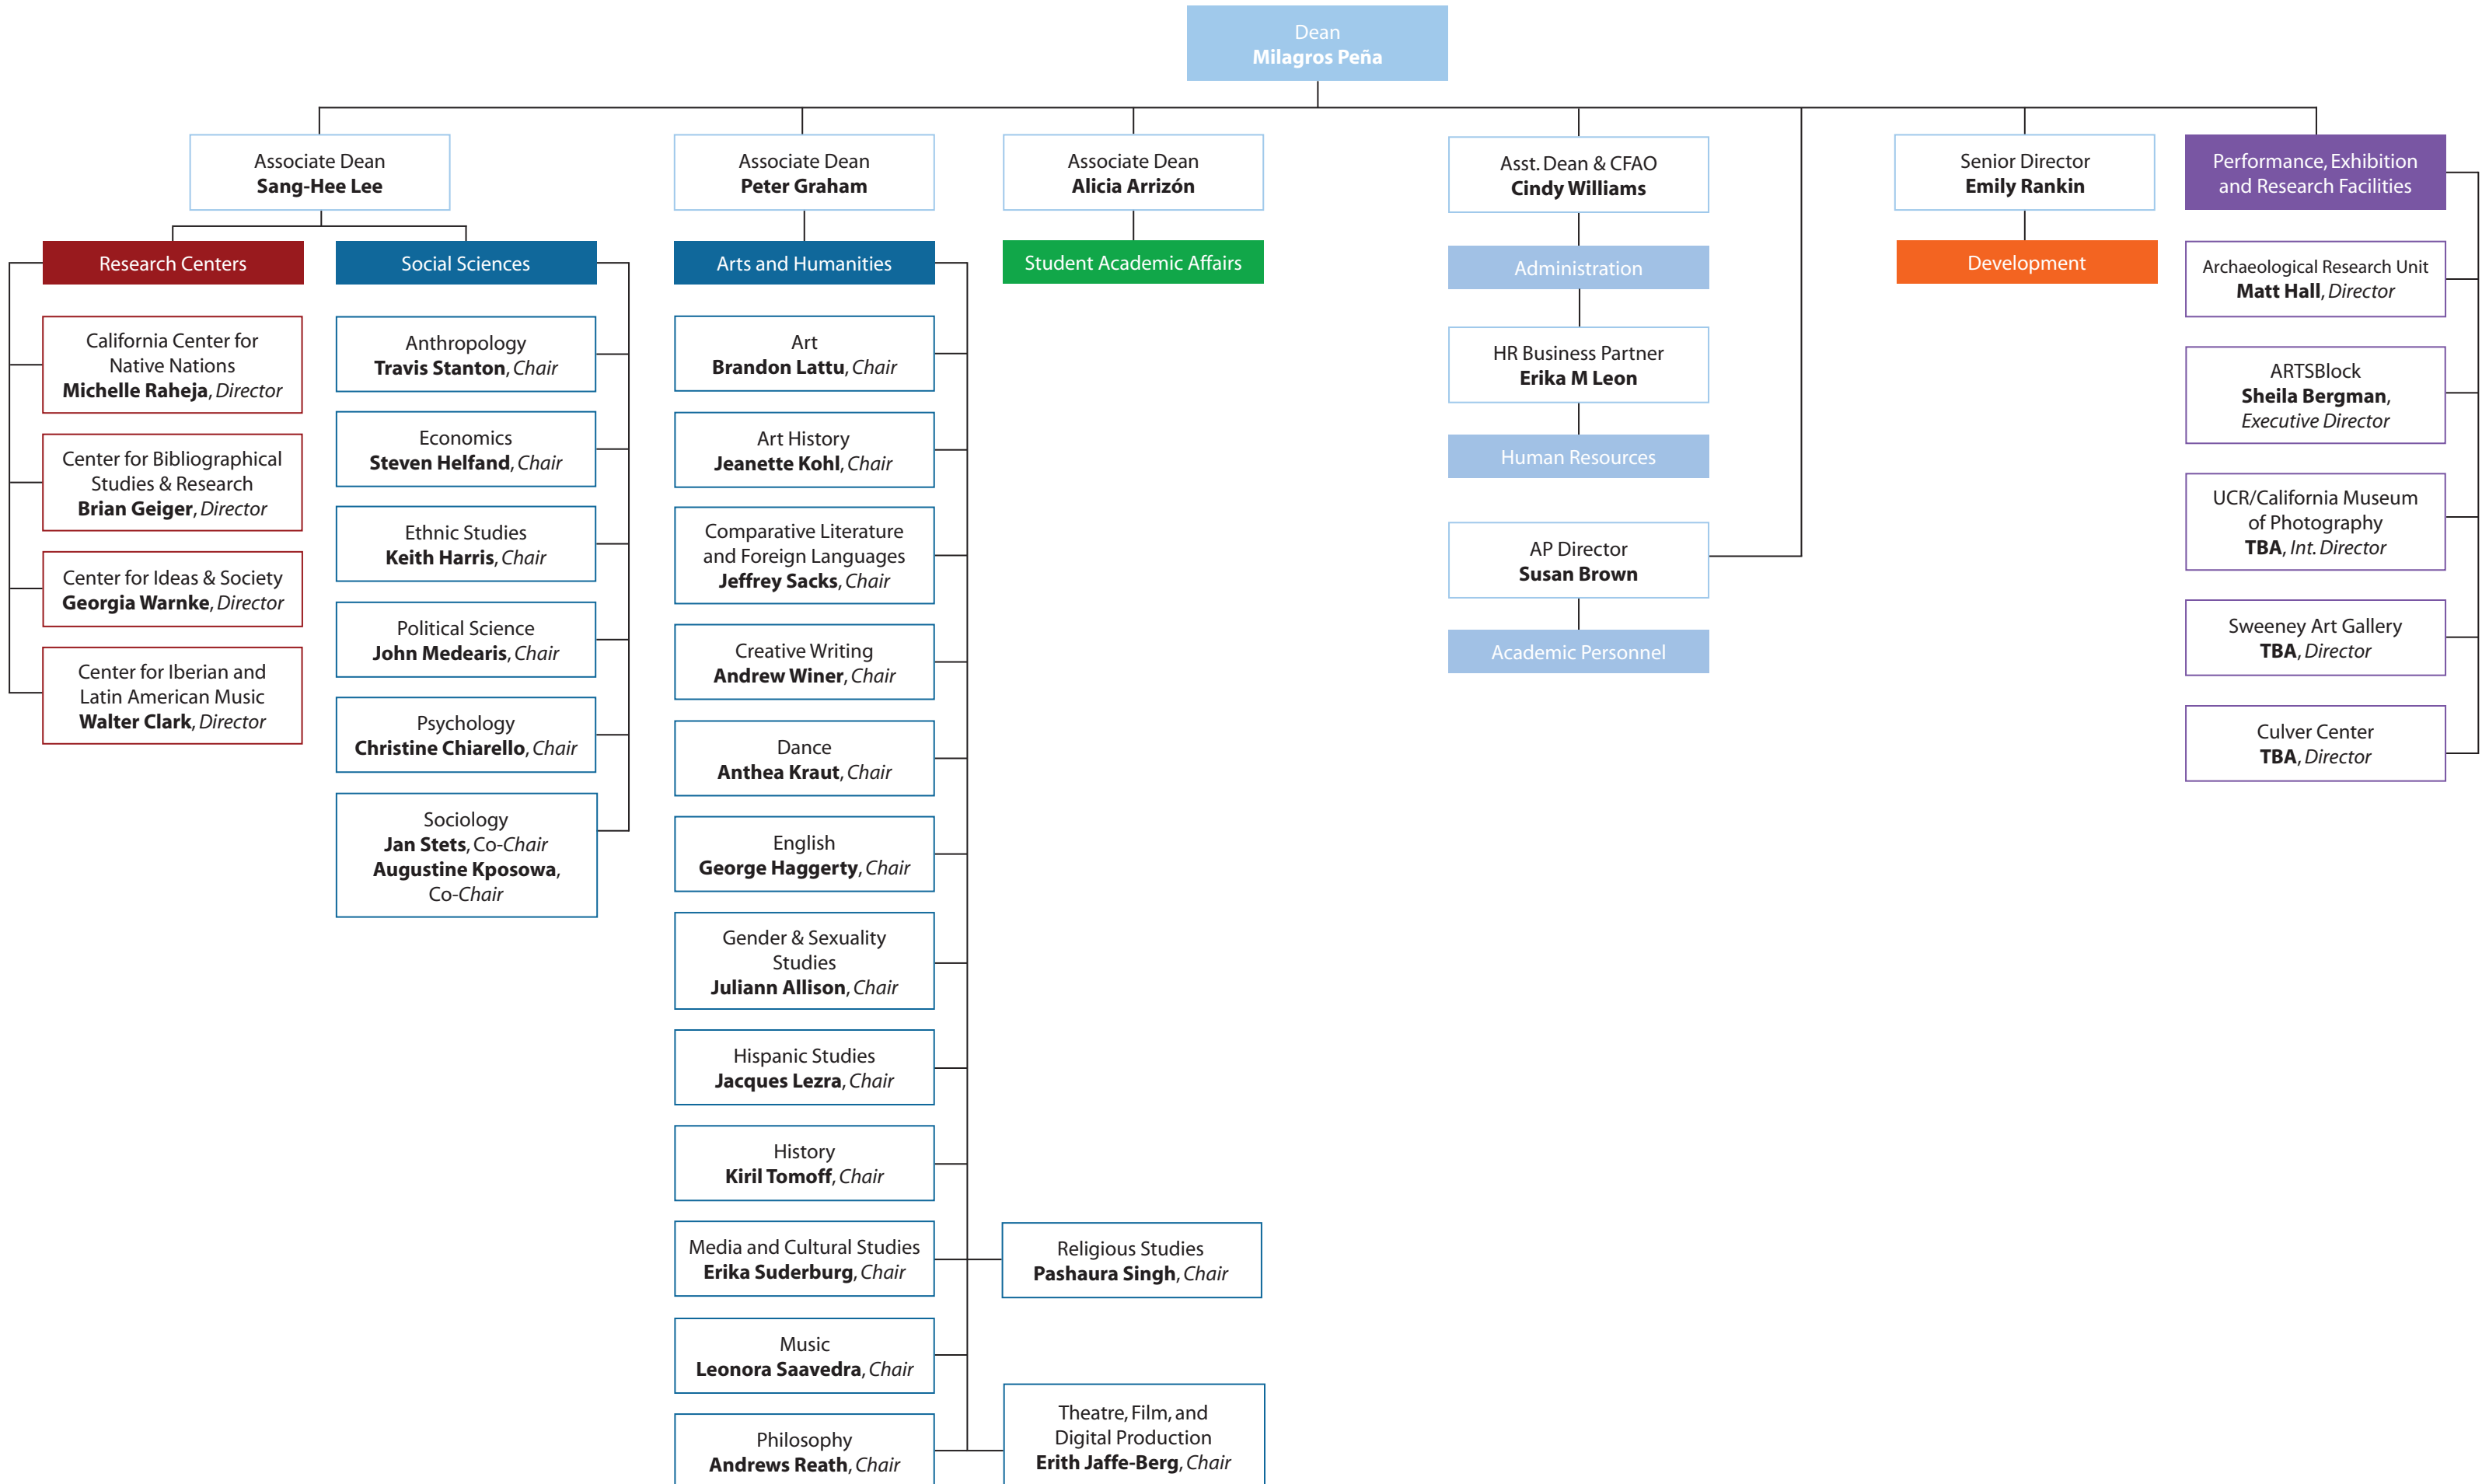 Dean
Milagros Peña
Associate Dean
Sang-Hee Lee
Associate Dean
Peter Graham
Associate Dean
Alicia Arrizón
Asst. Dean & CFAO
Cindy Williams
Senior Director
Emily Rankin
Performance, Exhibition
and Research Facilities
Research Centers
California Center for
Native Nations
Michelle Raheja, Director
Center for Bibliographical
Studies & Research
Brian Geiger, Director
Center for Ideas & Society
Georgia Warnke, Director
Center for Iberian and
Latin American Music
Walter Clark, Director
Social Sciences
Anthropology
Travis Stanton, Chair
Economics
Steven Helfand, Chair
Ethnic Studies
Keith Harris, Chair
Political Science
John Medearis, Chair
Psychology
Christine Chiarello, Chair
Sociology
Jan Stets, Co-Chair
Augustine Kposowa,
Co-Chair
Arts and Humanities
Art
Brandon Lattu, Chair
Art History
Jeanette Kohl, Chair
Comparative Literature
and Foreign Languages
Jeffrey Sacks, Chair
Creative Writing
Andrew Winer, Chair
Dance
Anthea Kraut, Chair
English
George Haggerty, Chair
Gender & Sexuality
Studies
Juliann Allison, Chair
Hispanic Studies
Jacques Lezra, Chair
History
Kiril Tomoff, Chair
Media and Cultural Studies
Erika Suderburg, Chair
Music
Leonora Saavedra, Chair
Philosophy
Andrews Reath, Chair
Religious Studies
Pashaura Singh, Chair
Theatre, Film, and
Digital Production
Erith Jaffe-Berg, Chair
Student Academic Affairs
Administration
HR Business Partner
Erika M Leon
Human Resources
AP Director
Susan Brown
Academic Personnel
Development
Archaeological Research Unit
Matt Hall, Director
ARTSBlock
Sheila Bergman,
Executive Director
UCR/California Museum
of Photography
TBA, Int. Director
Sweeney Art Gallery
TBA, Director
Culver Center
TBA, Director